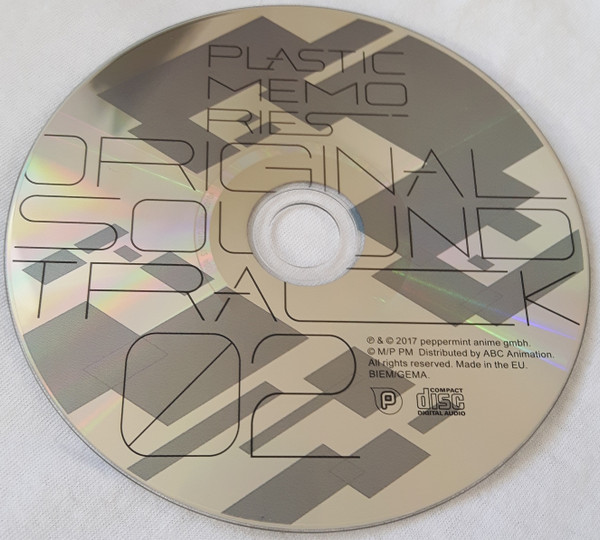 PLASTIC
MEMO
RIES
ORIGINAL
SOUND
TRACK
02
℗ & © 2017 peppermint anime gmbh.
© M/P PM Distributed by ABC Animation.
All rights reserved. Made in the EU.
BIEM/GEMA.
P
COMPACT
disc
DIGITAL AUDIO